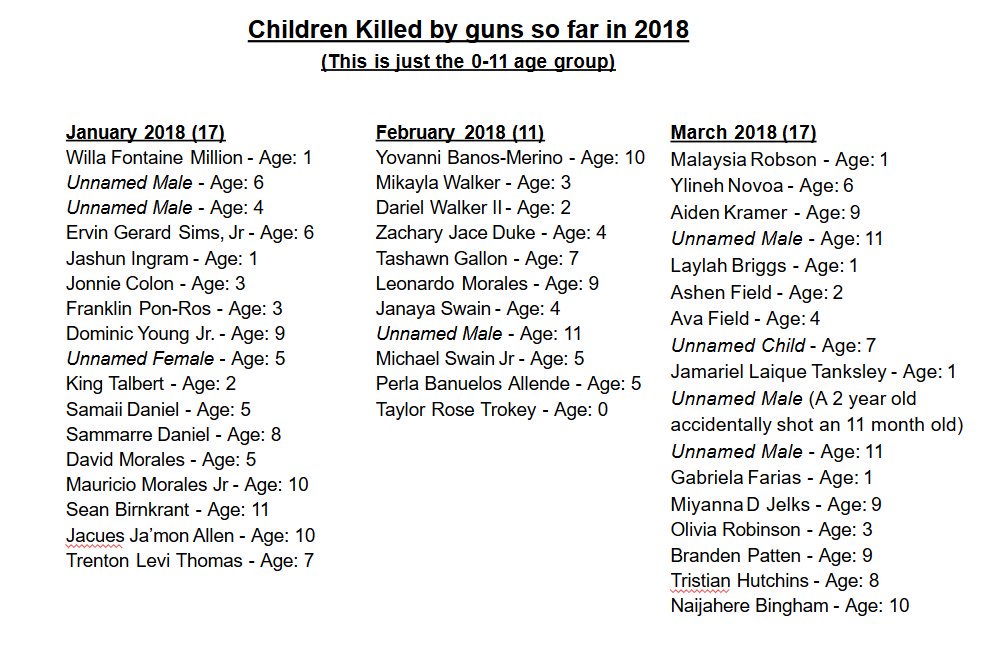 Children Killed by guns so far in 2018
(This is just the 0-11 age group)
January 2018 (17)
Willa Fontaine Million - Age: 1
Unnamed Male - Age: 6
Unnamed Male - Age: 4
Ervin Gerard Sims, Jr - Age: 6
Jashun Ingram - Age: 1
Jonnie Colon - Age: 3
Franklin Pon-Ros - Age: 3
Dominic Young Jr. - Age: 9
Unnamed Female - Age: 5
King Talbert - Age: 2
Samaii Daniel - Age: 5
Sammarre Daniel - Age: 8
David Morales - Age: 5
Mauricio Morales Jr - Age: 10
Sean Birnkrant - Age: 11
Jacues Ja’mon Allen - Age: 10
Trenton Levi Thomas - Age: 7
February 2018 (11)
Yovanni Banos-Merino - Age: 10
Mikayla Walker - Age: 3
Dariel Walker II - Age: 2
Zachary Jace Duke - Age: 4
Tashawn Gallon - Age: 7
Leonardo Morales - Age: 9
Janaya Swain - Age: 4
Unnamed Male - Age: 11
Michael Swain Jr - Age: 5
Perla Banuelos Allende - Age: 5
Taylor Rose Trokey - Age: 0
March 2018 (17)
Malaysia Robson - Age: 1
Ylineh Novoa - Age: 6
Aiden Kramer - Age: 9
Unnamed Male - Age: 11
Laylah Briggs - Age: 1
Ashen Field - Age: 2
Ava Field - Age: 4
Unnamed Child - Age: 7
Jamariel Laique Tanksley - Age: 1
Unnamed Male (A 2 year old
accidentally shot an 11 month old)
Unnamed Male - Age: 11
Gabriela Farias - Age: 1
Miyanna D Jelks - Age: 9
Olivia Robinson - Age: 3
Branden Patten - Age: 9
Tristian Hutchins - Age: 8
Naijahere Bingham - Age: 10